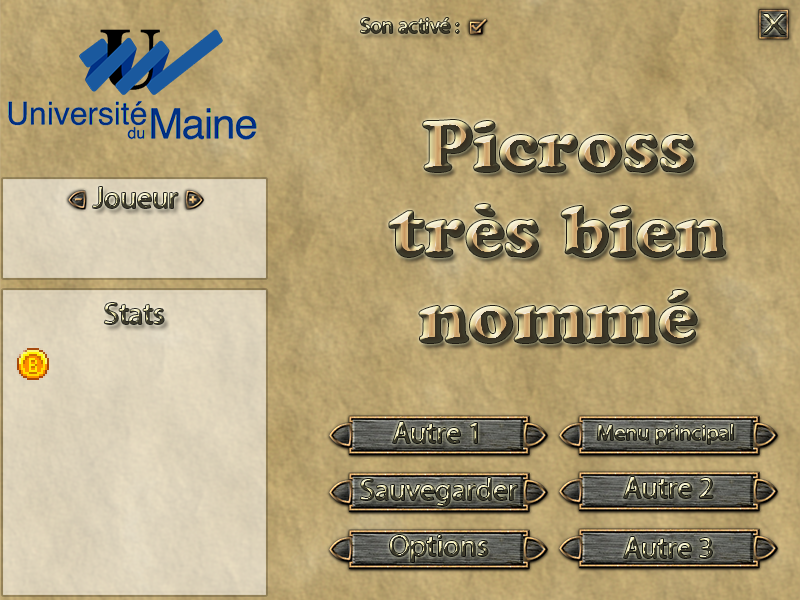 Son activé :
U
Université
du Maine
Joueur
Stats
B
Picross
très bien
nommé
Autre 1
Menu principal
Sauvegarder
Autre 2
Options
Autre 3